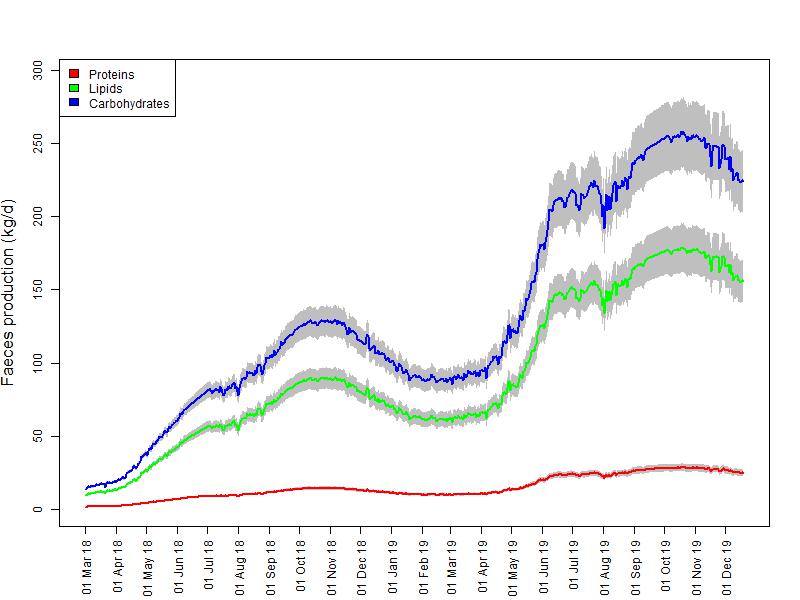 Proteins
Lipids
Carbohydrates
Faeces production (kg/d)
300
250
200
150
100
50
0
01 Mar 18
01 Apr 18
01 May 18
01 Jun 18
01 Jul 18
01 Aug 18
01 Sep 18
01 Oct 18
01 Nov 18
01 Dec 18
01 Jan 19
01 Feb 19
01 Mar 19
01 Apr 19
01 May 19
01 Jun 19
01 Jul 19
01 Aug 19
01 Sep 19
01 Oct 19
01 Nov 19
01 Dec 19